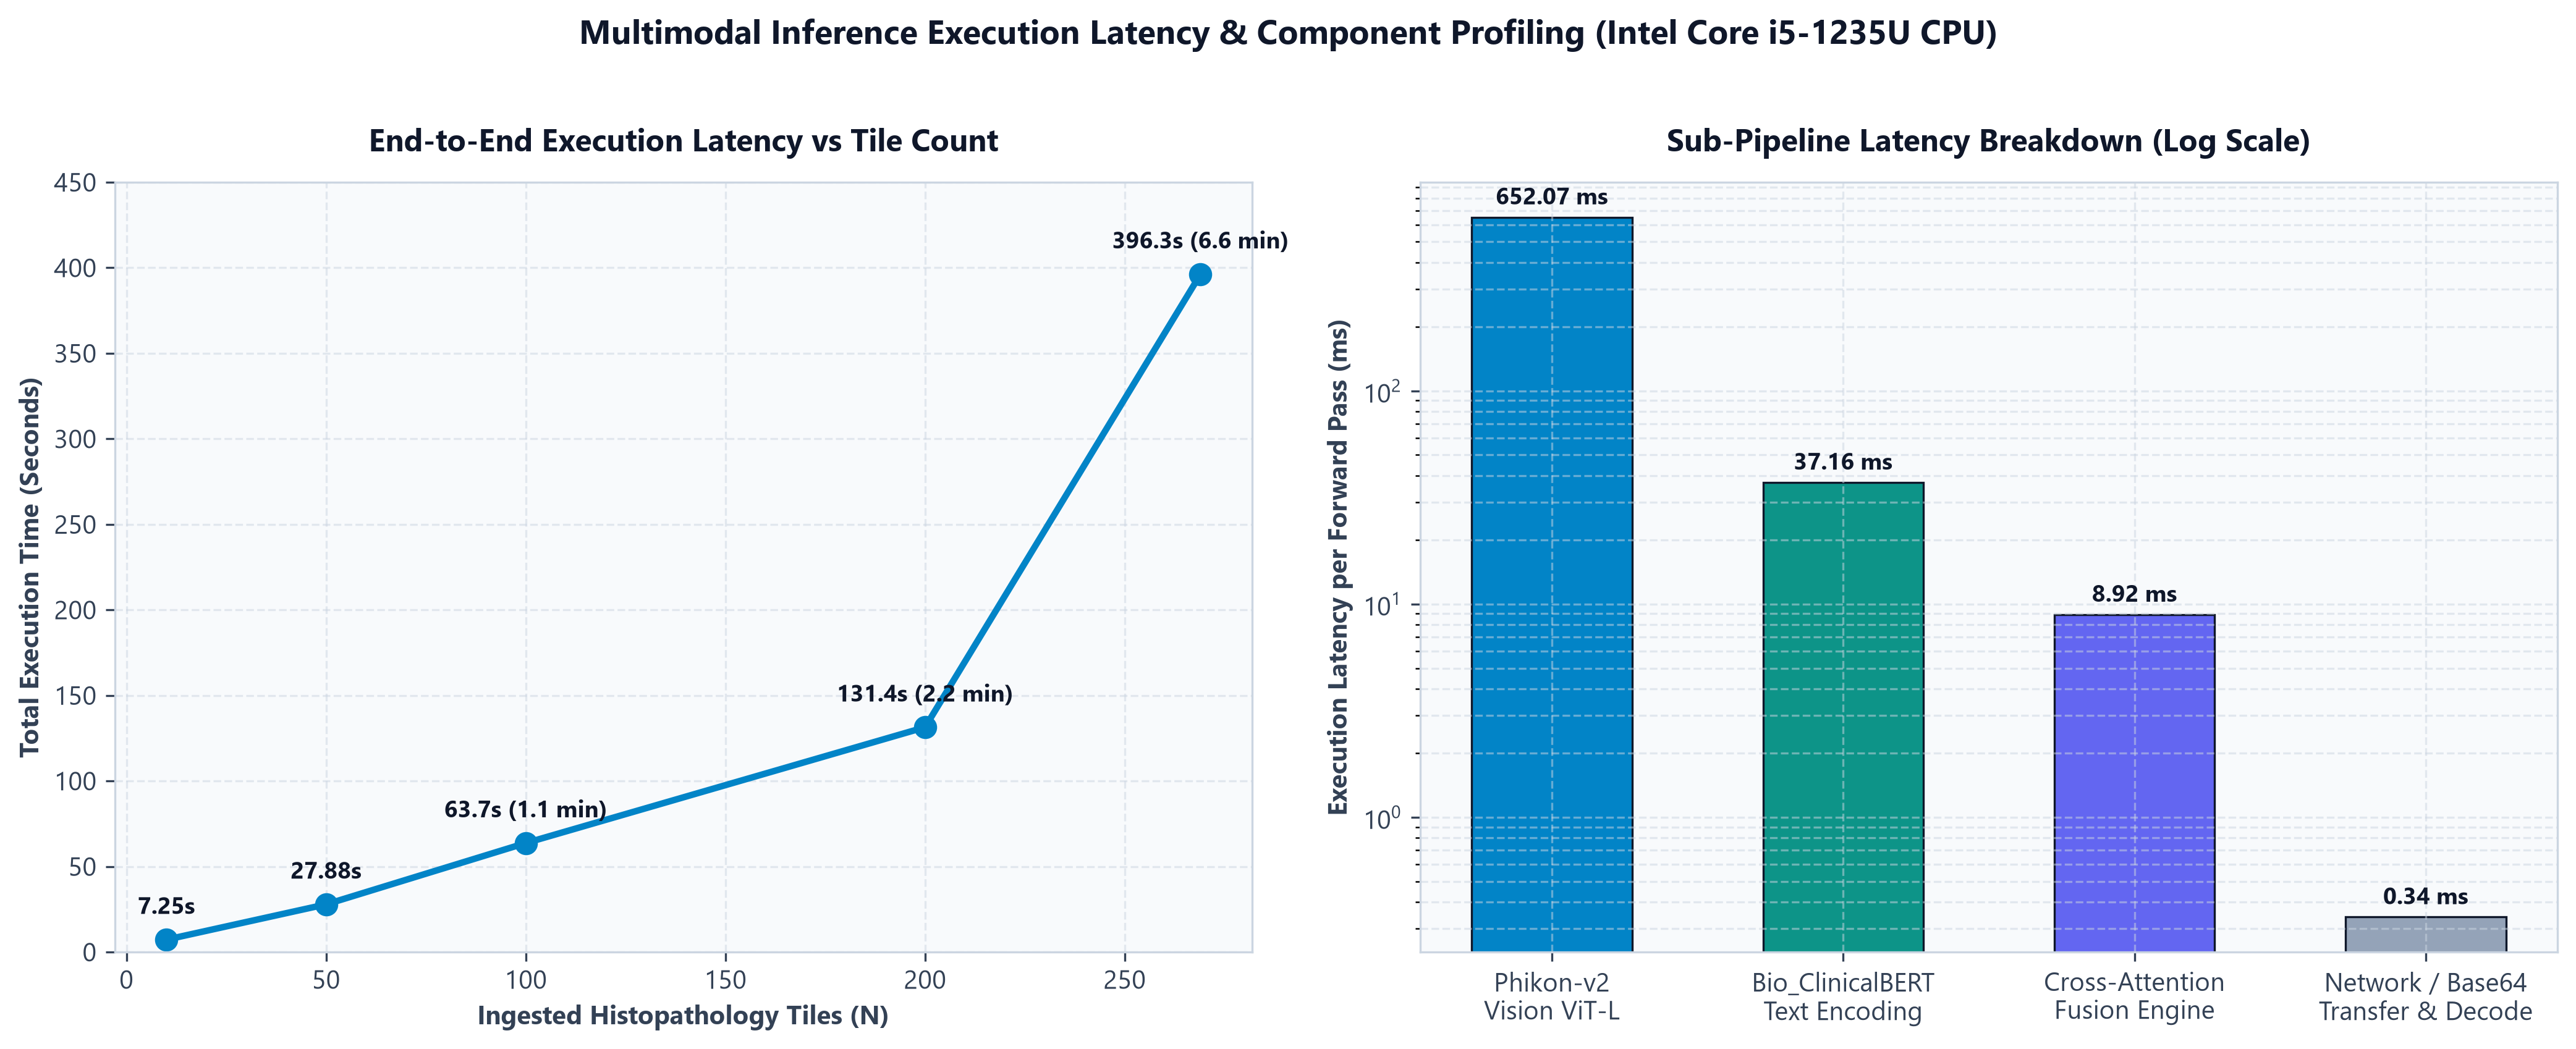 Multimodal Inference Execution Latency & Component Profiling (Intel Core i5-1235U CPU)
End-to-End Execution Latency vs Tile Count
450
400
350
300
250
200
150
100
50
0
Total Execution Time (Seconds)
7.25s
27.88s
63.7s (1.1 min)
131.4s (2.2 min)
396.3s (6.6 min)
0
50
100
150
200
250
Ingested Histopathology Tiles (N)
Sub-Pipeline Latency Breakdown (Log Scale)
Execution Latency per Forward Pass (ms)
10²
10¹
10⁰
652.07 ms
37.16 ms
8.92 ms
0.34 ms
Phikon-v2
Vision ViT-L
Bio_ClinicalBERT
Text Encoding
Cross-Attention
Fusion Engine
Network / Base64
Transfer & Decode